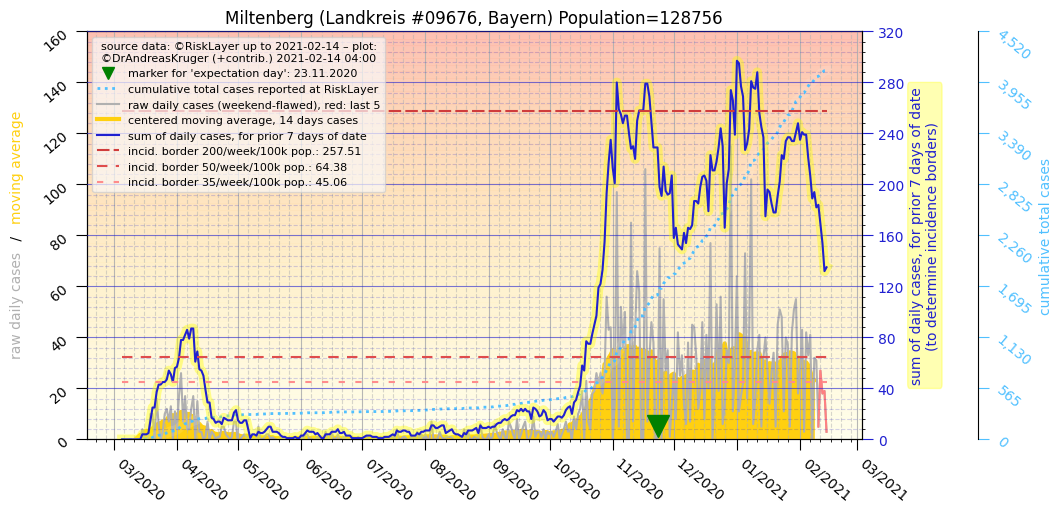 Miltenberg (Landkreis #09676, Bayern) Population=128756
source data: ©RiskLayer up to 2021-02-14 – plot:
©DrAndreasKruger (+contrib.) 2021-02-14 04:00
marker for 'expectation day': 23.11.2020
cumulative total cases reported at RiskLayer
raw daily cases (weekend-flawed), red: last 5
centered moving average, 14 days cases
sum of daily cases, for prior 7 days of date
incid. border 200/week/100k pop.: 257.51
incid. border 50/week/100k pop.: 64.38
incid. border 35/week/100k pop.: 45.06
raw daily cases / moving average
160
140
120
100
80
60
40
20
0
03/2020
04/2020
05/2020
06/2020
07/2020
08/2020
09/2020
10/2020
11/2020
12/2020
01/2021
02/2021
03/2021
320
280
240
200
160
120
80
40
0
sum of daily cases, for prior 7 days of date
(to determine incidence borders)
4,520
3,955
3,390
2,825
2,260
1,695
1,130
565
0
cumulative total cases